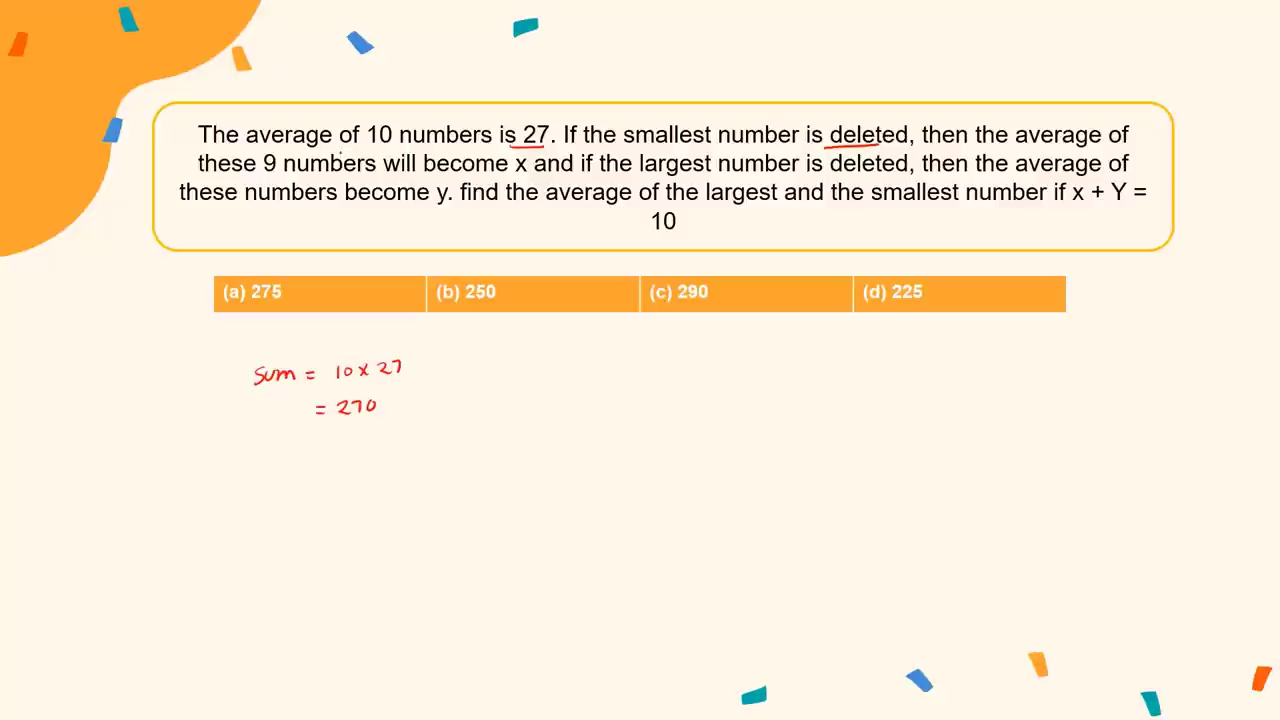 The average of 10 numbers is 27. If the smallest number is deleted, then the average of
these 9 numbers will become x and if the largest number is deleted, then the average of
these numbers become y. find the average of the largest and the smallest number if x + Y =
10
(a) 275 (b) 250 (c) 290 (d) 225
Sum = 10 x 27
= 270